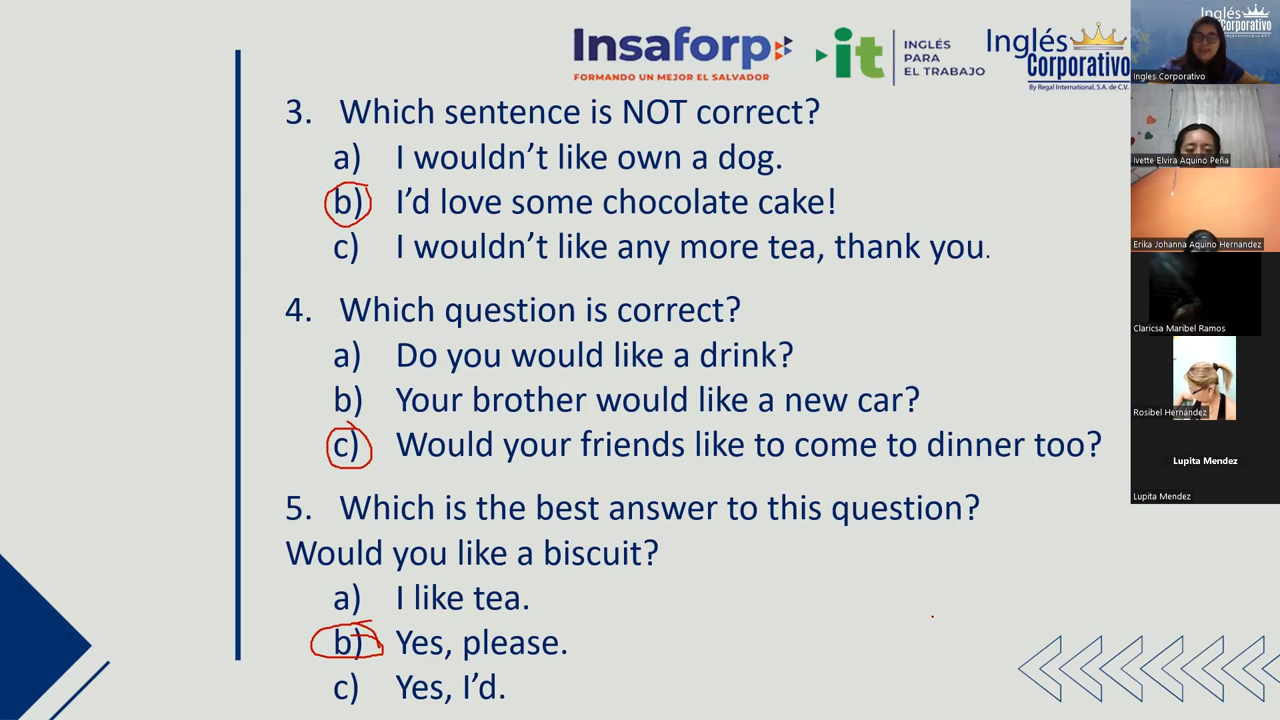 Insaforp
FORMANDO UN MEJOR EL SALVADOR
it
INGLÉS
PARA
EL TRABAJO
Inglés
Corporativo
By Regal International, S.A. de C.V.
3. Which sentence is NOT correct?
a) I wouldn't like own a dog.
b) I'd love some chocolate cake!
c) I wouldn't like any more tea, thank you.
4. Which question is correct?
a) Do you would like a drink?
b) Your brother would like a new car?
c) Would your friends like to come to dinner too?
5. Which is the best answer to this question?
Would you like a biscuit?
a) I like tea.
b) Yes, please.
c) Yes, I'd.
Inglés
Corporativo
Ingles Corporativo
Ivette Elvira Aquino Peña
Erika Johanna Aquino Hernandez
Claricsa Maribel Ramos
Rosibel Hernández
Lupita Mendez
Lupita Mendez